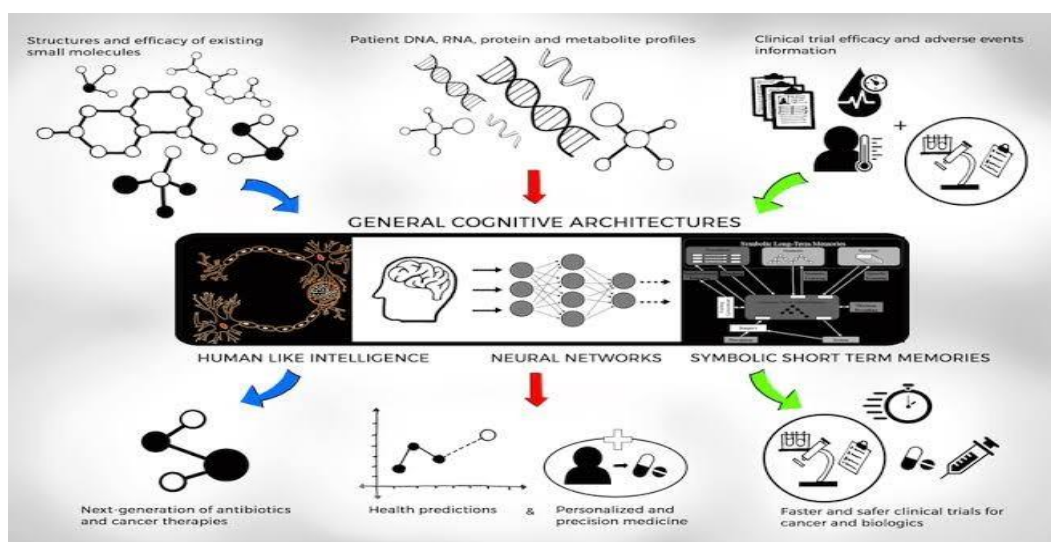 Structures and efficacy of existing
small molecules
Patient DNA, RNA, protein and metabolite profiles
Clinical trial efficacy and adverse events
information
+
GENERAL COGNITIVE ARCHITECTURES
Symbolic Long-Term Memories
HUMAN LIKE INTELLIGENCE
NEURAL NETWORKS
SYMBOLIC SHORT TERM MEMORIES
Next-generation of antibiotics
and cancer therapies
Health predictions
&
Personalized and
precision medicine
Faster and safer clinical trials for
cancer and biologics